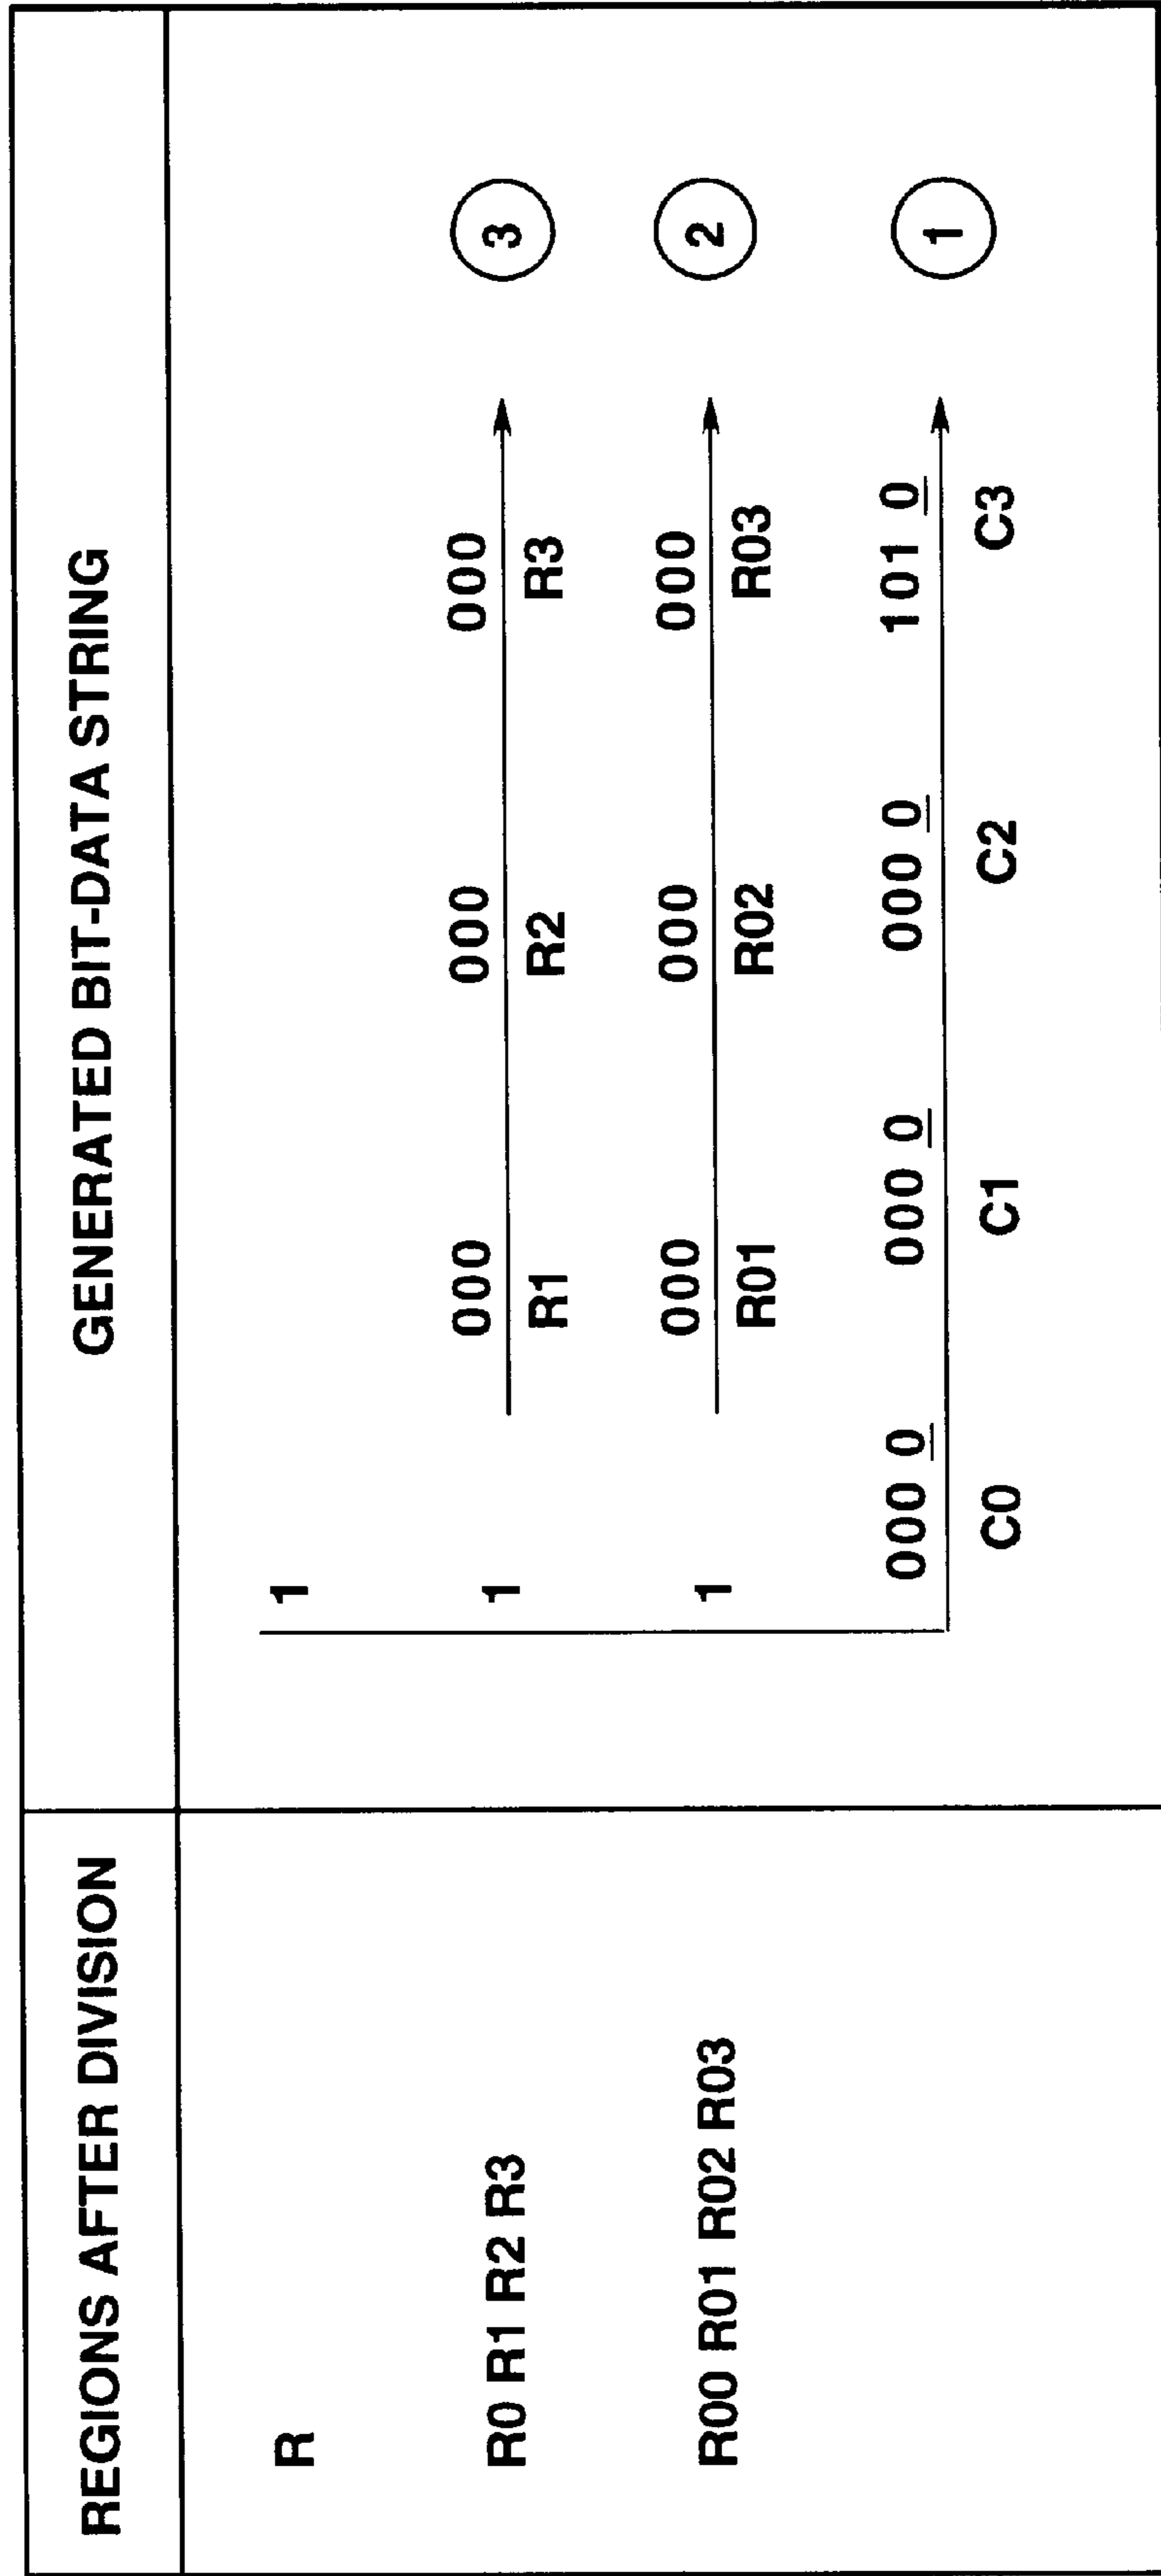 REGIONS AFTER DIVISION GENERATED BIT-DATA STRING
R 1
R0 R1 R2 R3 1 000 000 000 3
R1 R2 R3
R00 R01 R02 R03 1 000 000 000 2
R01 R02 R03
000 0 000 0 000 0 101 0 1
C0 C1 C2 C3